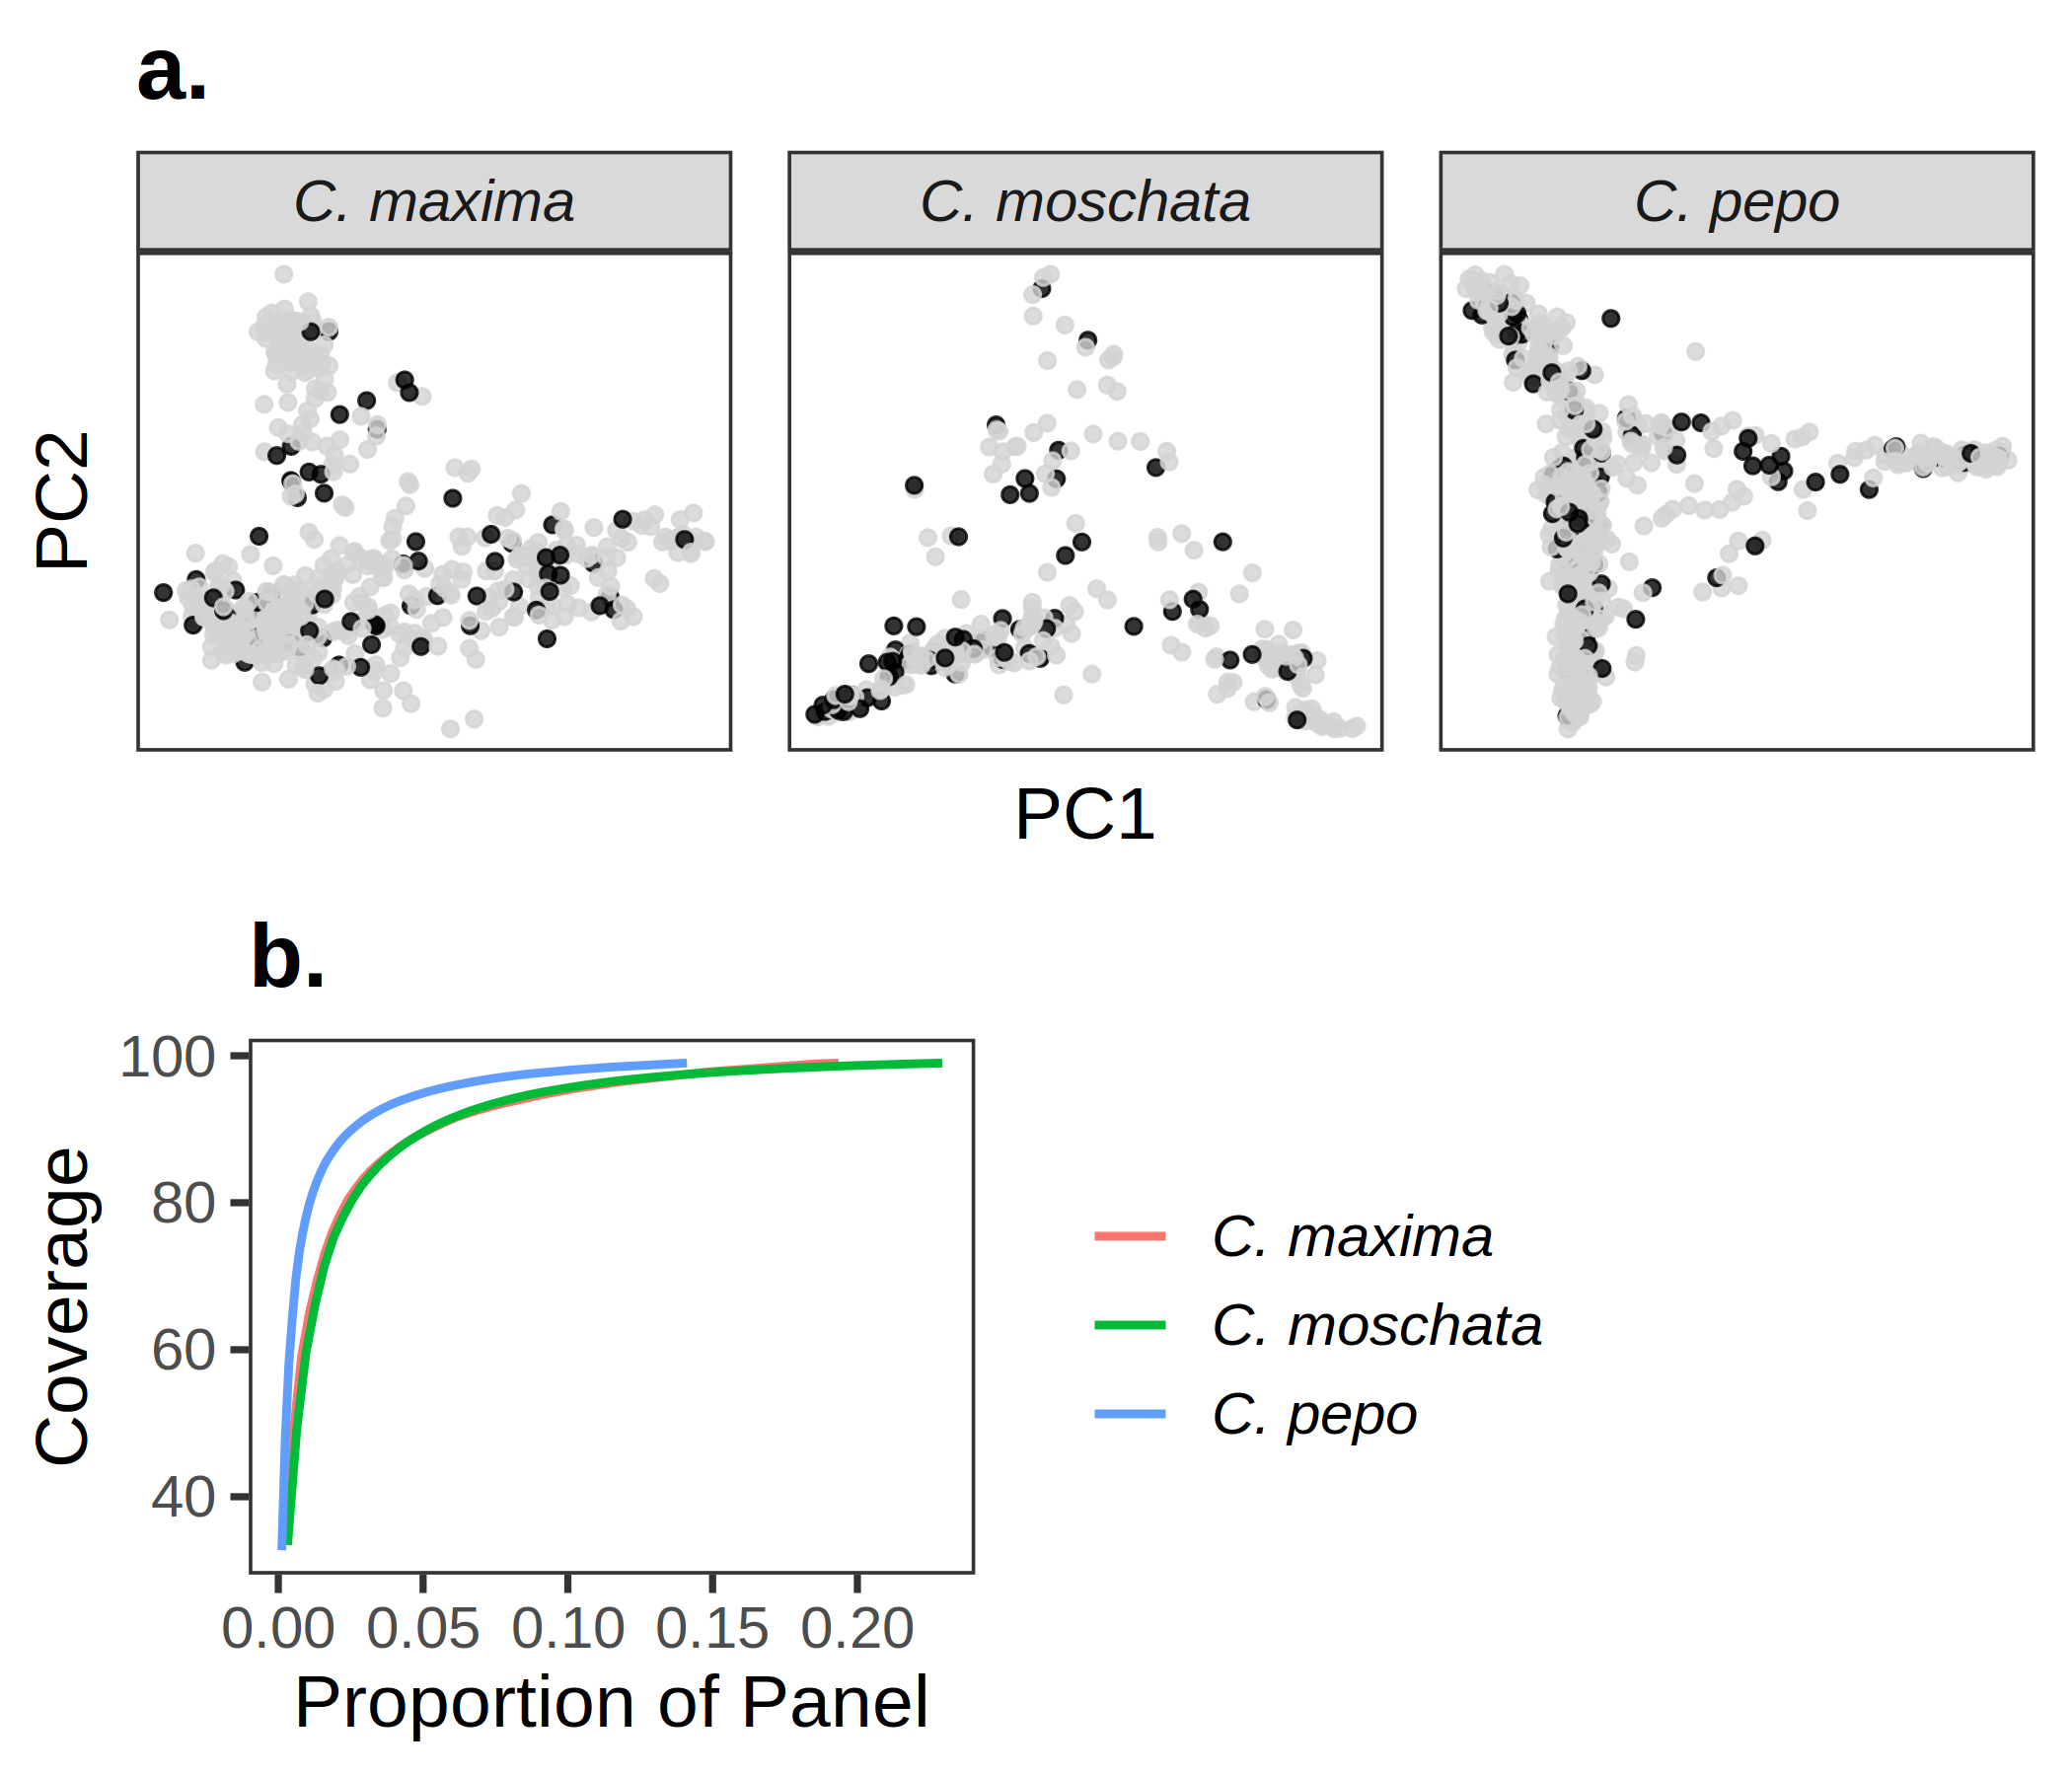 a.
C. maxima
C. moschata
C. pepo
PC2
PC1
b.
100
80
60
40
Coverage
0.00 0.05 0.10 0.15 0.20
Proportion of Panel
C. maxima
C. moschata
C. pepo